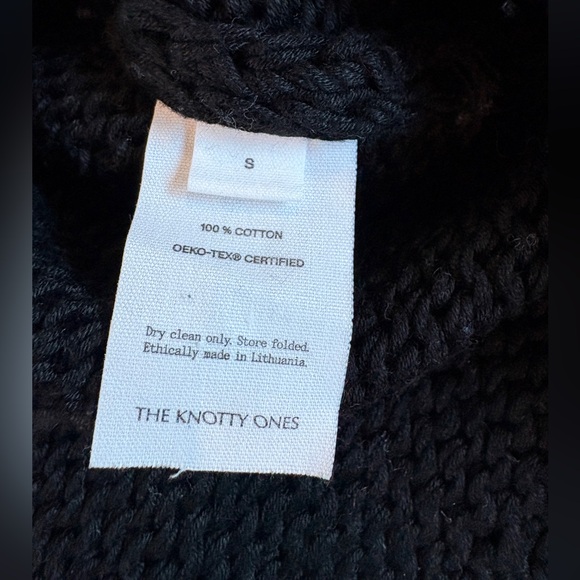 S
100 % COTTON
OEKO-TEX® CERTIFIED
Dry clean only. Store folded.
Ethically made in Lithuania.
THE KNOTTY ONES